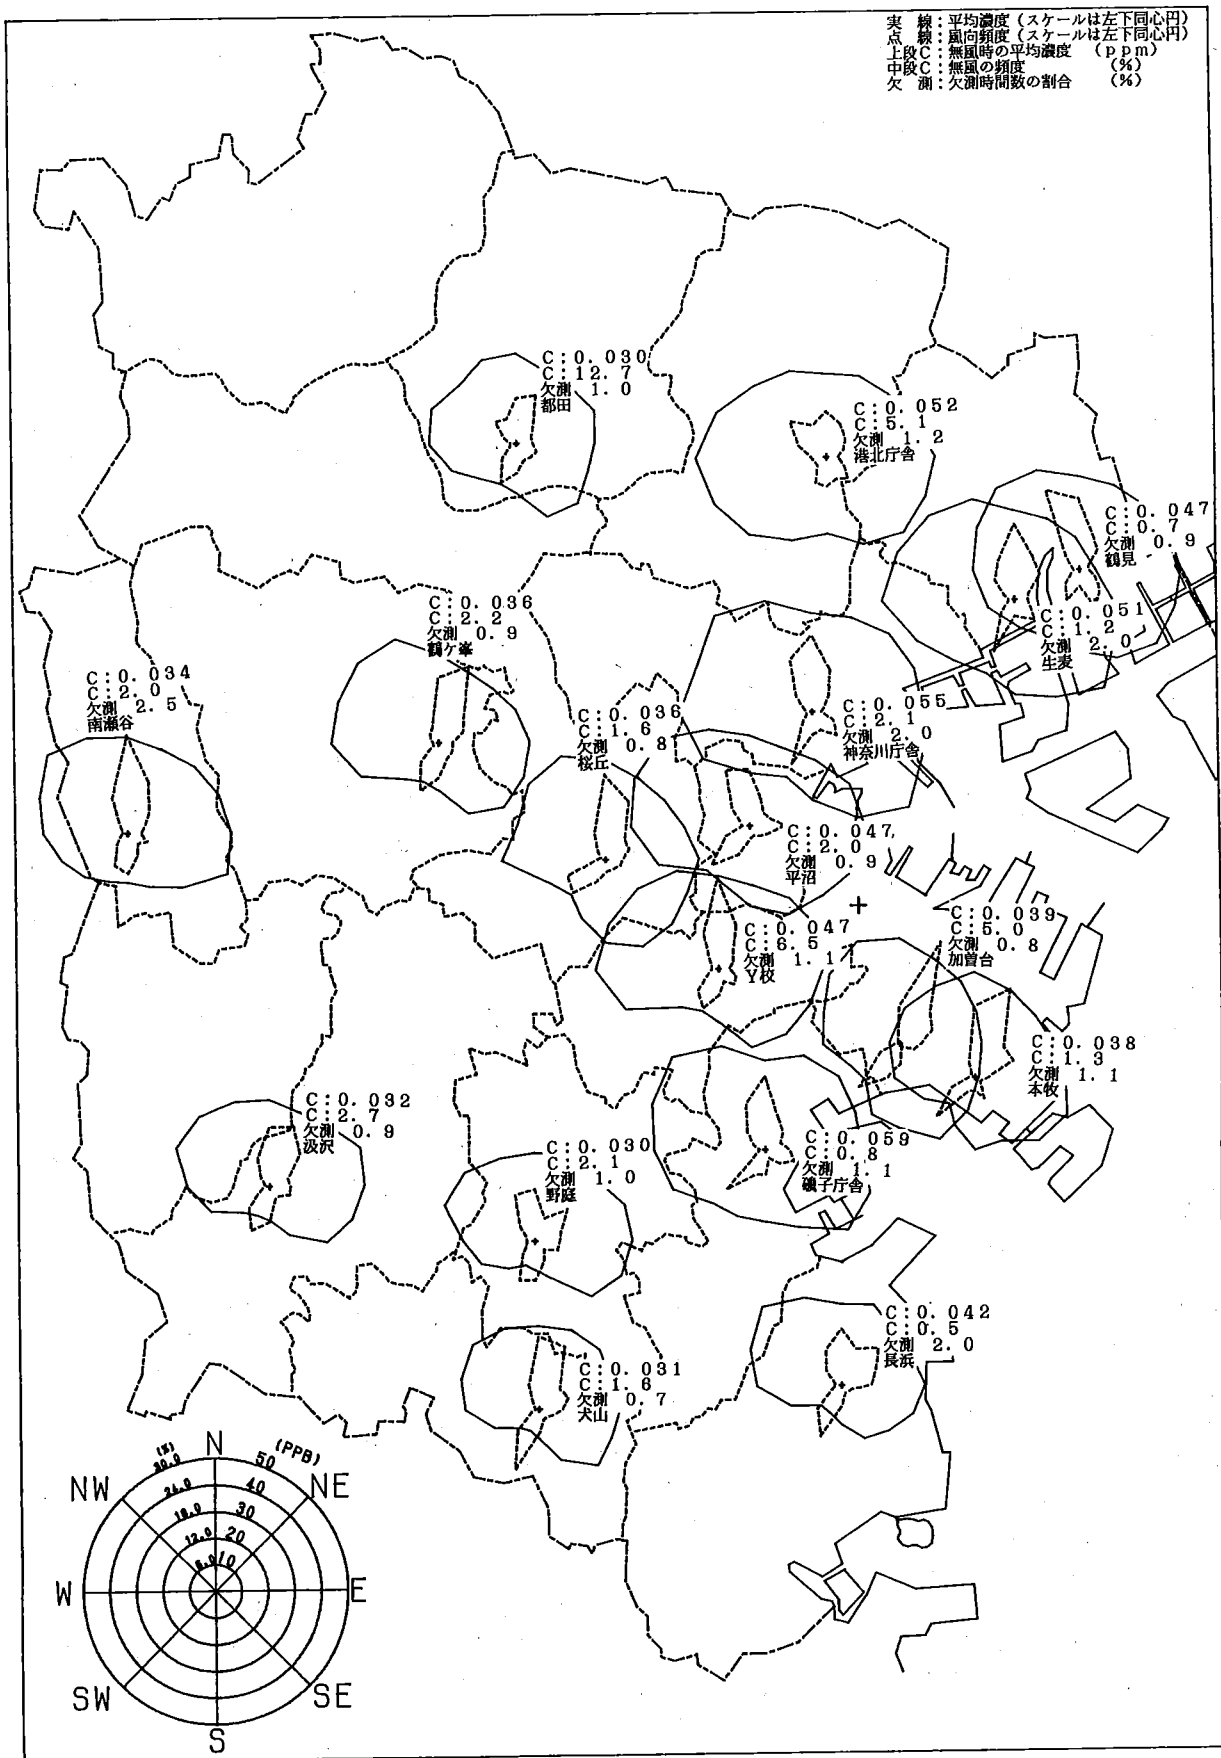 実　線：平均濃度（スケールは左下同心円）
点　線：風向頻度（スケールは左下同心円）
上段C：無風時の平均濃度　（ppm）
中段C：無風の頻度　（％）
欠　測：欠測時間数の割合　（％）
C：0.030
C：12.7
欠測 1.0
都田
C：0.052
C：5.1
欠測 1.2
港北庁舎
C：0.047
C：0.7
欠測 0.9
鶴見
C：0.051
C：1.2
欠測 2.0
生麦
C：0.036
C：2.2
欠測 0.9
鶴ケ峯
C：0.034
C：2.0
欠測 2.5
南瀬谷
C：0.036
C：1.6
欠測 0.8
桜丘
C：0.055
C：2.1
欠測 2.0
神奈川庁舎
C：0.047
C：2.0
欠測 0.9
平沼
C：0.047
C：6.5
欠測 1.1
Y校
C：0.039
C：5.0
欠測 0.8
加曽台
C：0.038
C：1.3
欠測 1.1
本牧
C：0.032
C：2.7
欠測 0.9
汲沢
C：0.030
C：2.1
欠測 1.0
野庭
C：0.059
C：0.8
欠測 1.1
磯子庁舎
C：0.042
C：0.5
欠測 2.0
長浜
C：0.031
C：1.6
欠測 0.7
犬山
N
(%)
30.0
(PPB)
50
NW
NE
24.0
40
18.0
30
12.0
20
6.0
10
W
E
SW
SE
S